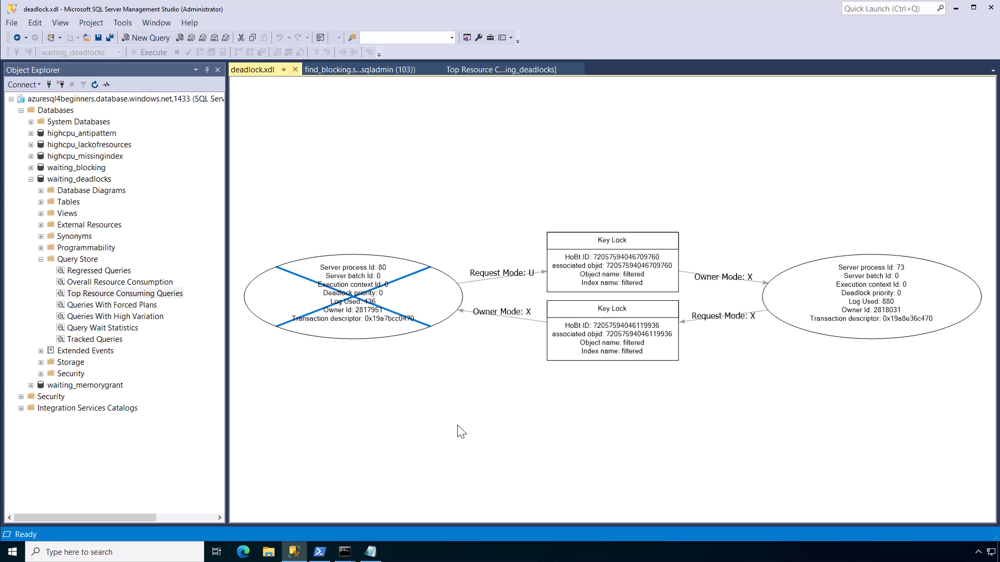 deadlock.xdl - Microsoft SQL Server Management Studio (Administrator)
Quick Launch (Ctrl+Q)
File Edit View Project Tools Window Help
New Query
waiting_deadlocks
Execute
Object Explorer
Connect
azuresql4beginners.database.windows.net,1433 (SQL Serv
Databases
System Databases
highcpu_antipattern
highcpu_lackofresources
highcpu_missingindex
waiting_blocking
waiting_deadlocks
Database Diagrams
Tables
Views
External Resources
Synonyms
Programmability
Query Store
Regressed Queries
Overall Resource Consumption
Top Resource Consuming Queries
Queries With Forced Plans
Queries With High Variation
Query Wait Statistics
Tracked Queries
Extended Events
Storage
Security
waiting_memorygrant
Security
Integration Services Catalogs
deadlock.xdl
find_blocking.s...sqladmin (103))
Top Resource C...ing_deadlocks]
Server process Id: 80
Server batch Id: 0
Execution context Id: 0
Deadlock priority: 0
Log Used: 436
Owner Id: 2817951
Transaction descriptor: 0x19a7bcc0470
Request Mode: U
Owner Mode: X
Key Lock
HoBt ID: 72057594046709760
associated objid: 72057594046709760
Object name: filtered
Index name: filtered
Key Lock
HoBt ID: 72057594046119936
associated objid: 72057594046119936
Object name: filtered
Index name: filtered
Owner Mode: X
Request Mode: X
Server process Id: 73
Server batch Id: 0
Execution context Id: 0
Deadlock priority: 0
Log Used: 880
Owner Id: 2818031
Transaction descriptor: 0x19a8e36c470
Ready
Type here to search